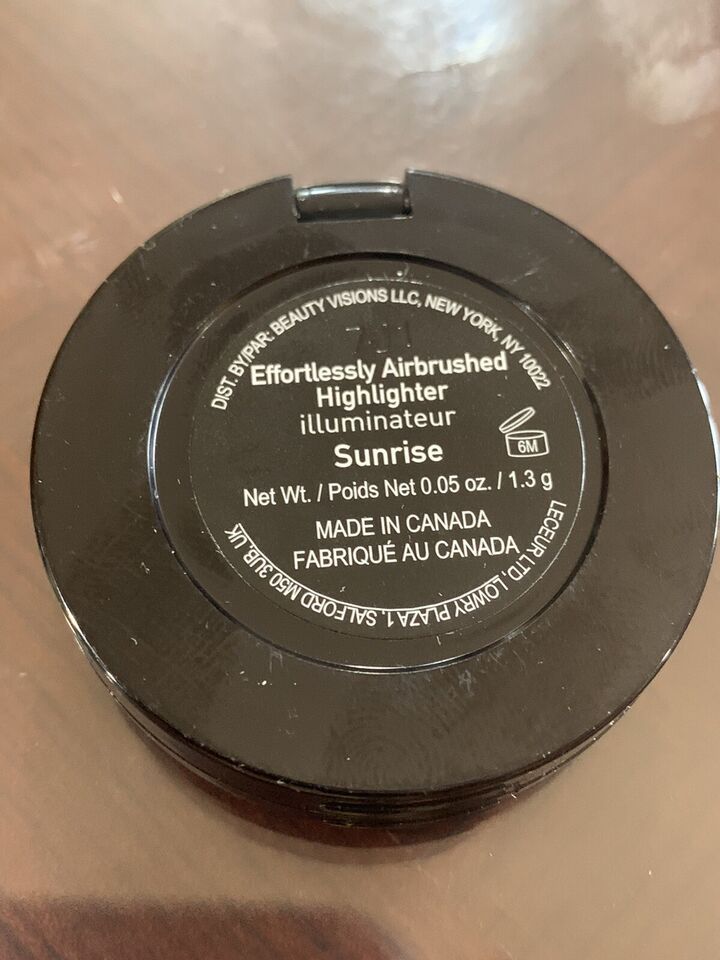 DIST. BY/PAR: BEAUTY VISIONS LLC, NEW YORK, NY 10022
Effortlessly Airbrushed
Highlighter
illuminateur
Sunrise
6M
Net Wt. / Poids Net 0.05 oz. / 1.3 g
MADE IN CANADA
FABRIQUÉ AU CANADA
LECEUR LTD, LOWRY PLAZA 1, SALFORD M50 3UB, UK